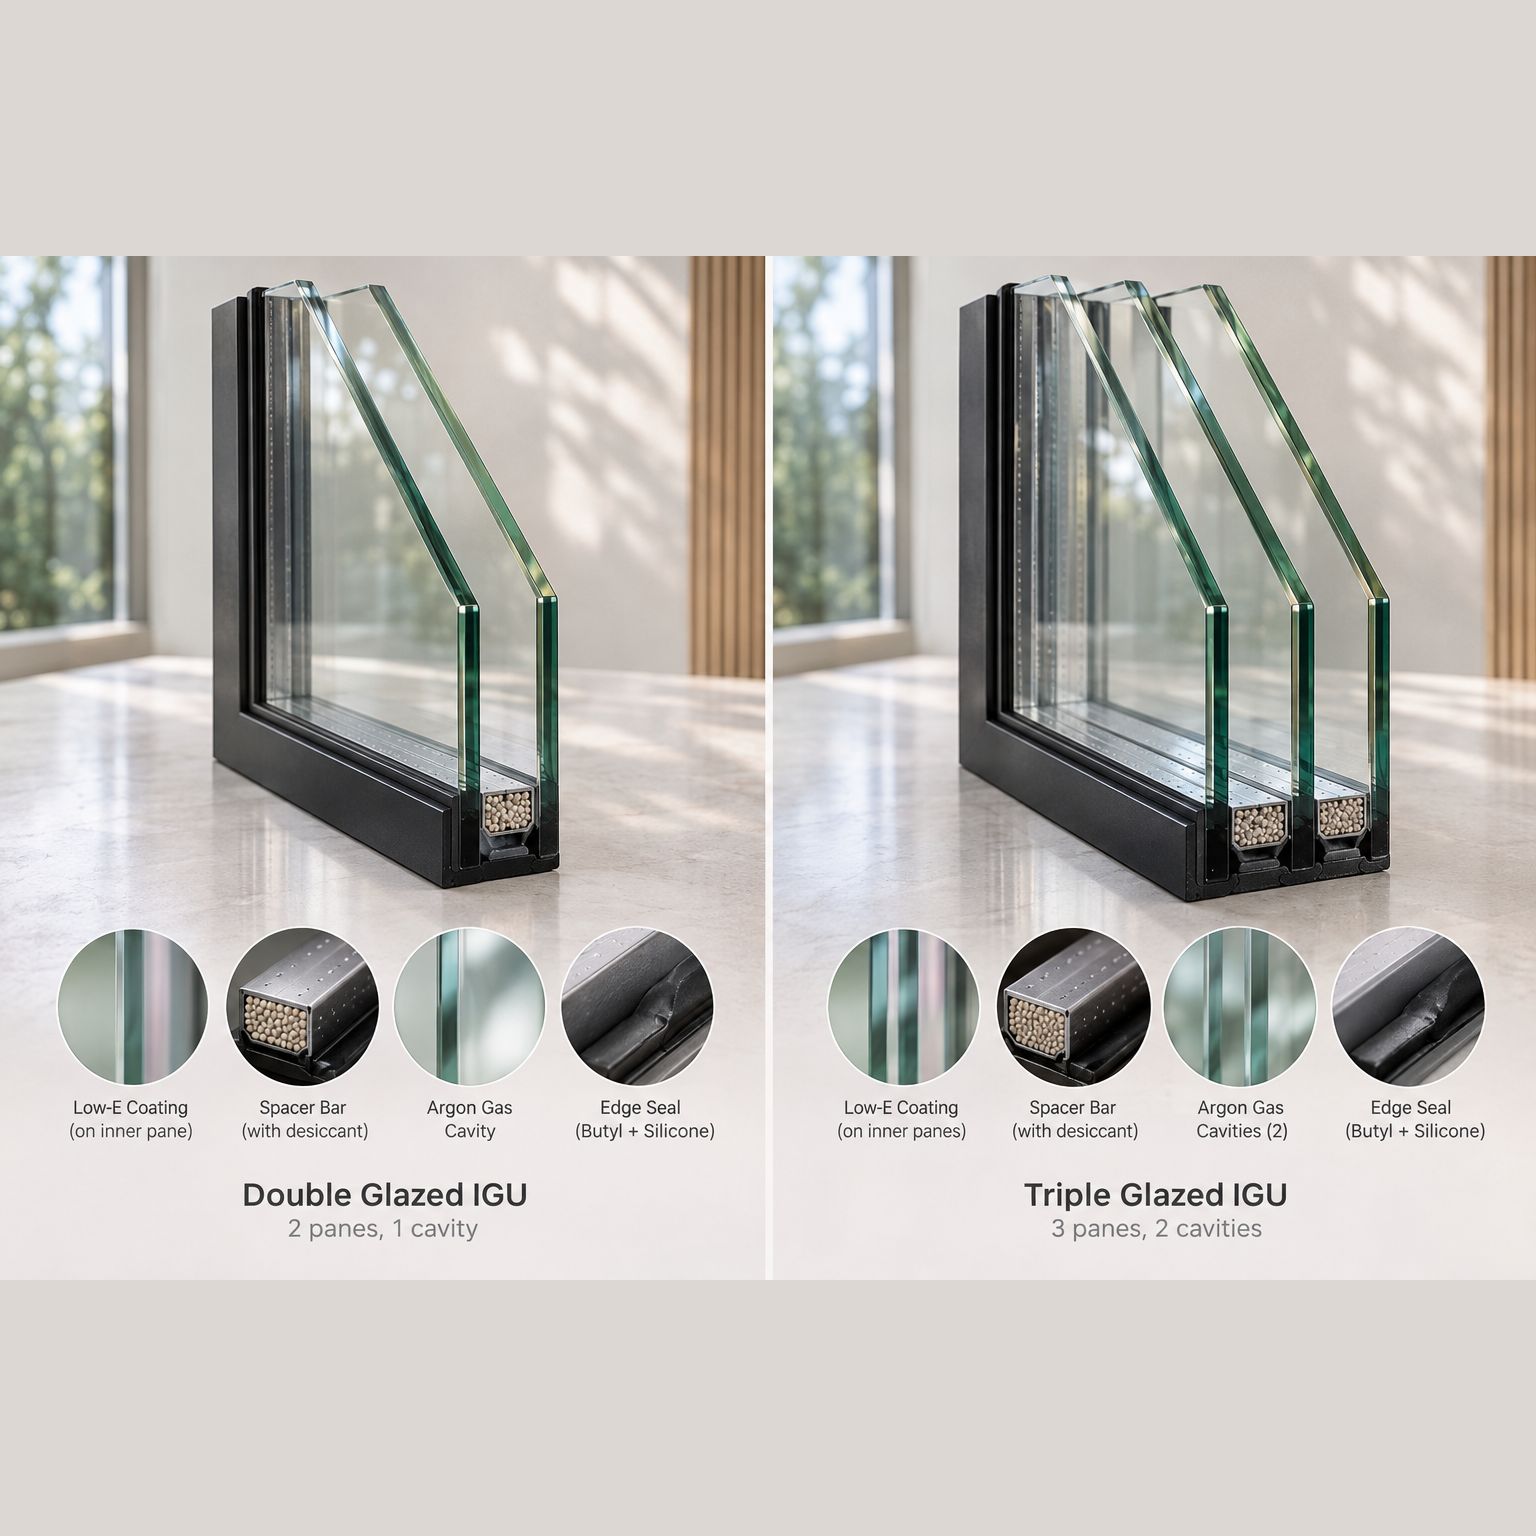 Low-E Coating
(on inner pane)
Spacer Bar
(with desiccant)
Argon Gas
Cavity
Edge Seal
(Butyl + Silicone)
Double Glazed IGU
2 panes, 1 cavity
Low-E Coating
(on inner panes)
Spacer Bar
(with desiccant)
Argon Gas
Cavities (2)
Edge Seal
(Butyl + Silicone)
Triple Glazed IGU
3 panes, 2 cavities